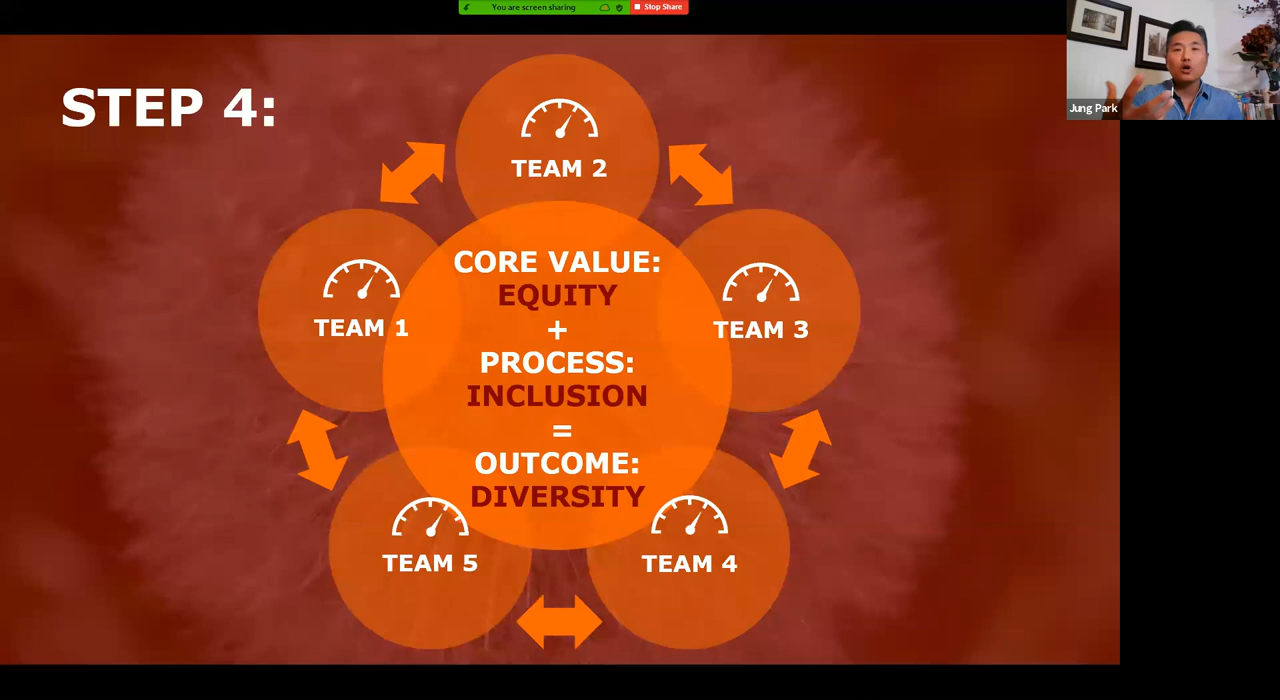 You are screen sharing
Stop Share
Jung Park
STEP 4:
TEAM 2
TEAM 1
TEAM 3
CORE VALUE:
EQUITY
+
PROCESS:
INCLUSION
=
OUTCOME:
DIVERSITY
TEAM 5
TEAM 4